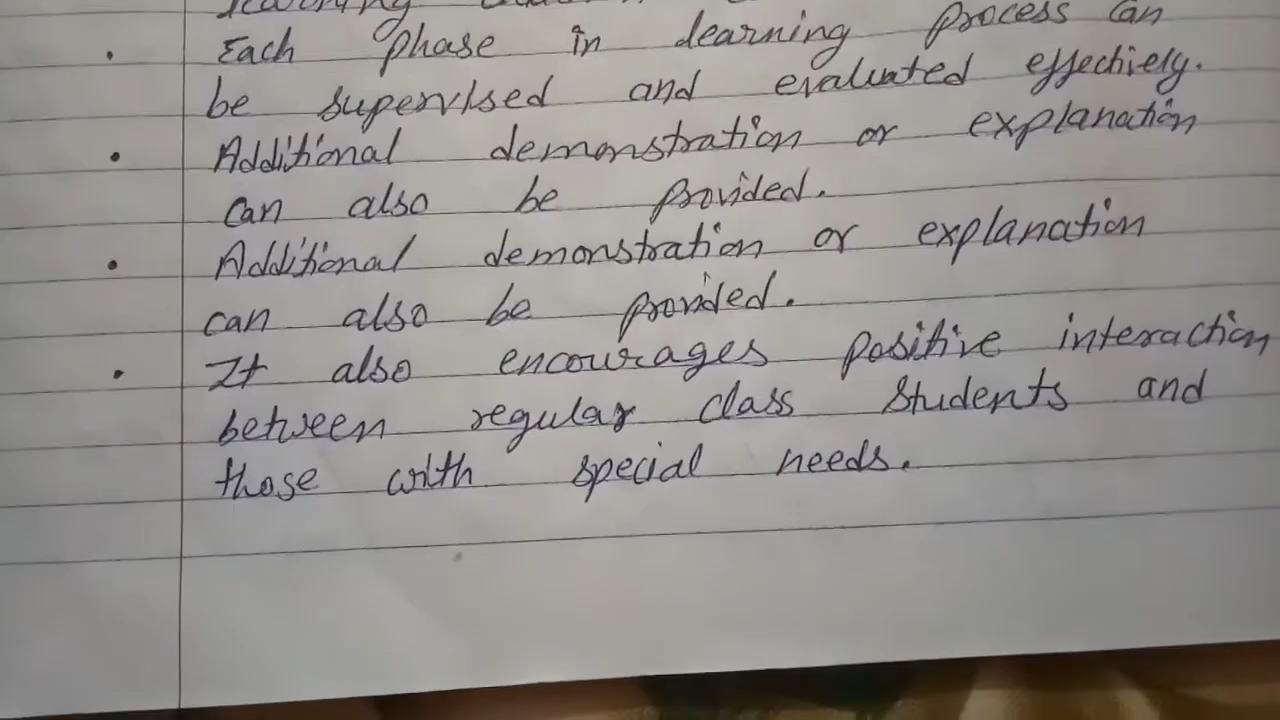 learning
• Each phase in learning process can
be supervised and evaluated effectively.
• Additional demonstration or explanation
can also be provided.
• Additional demonstration or explanation
can also be provided.
• It also encourages positive interaction
between regular class students and
those with special needs.